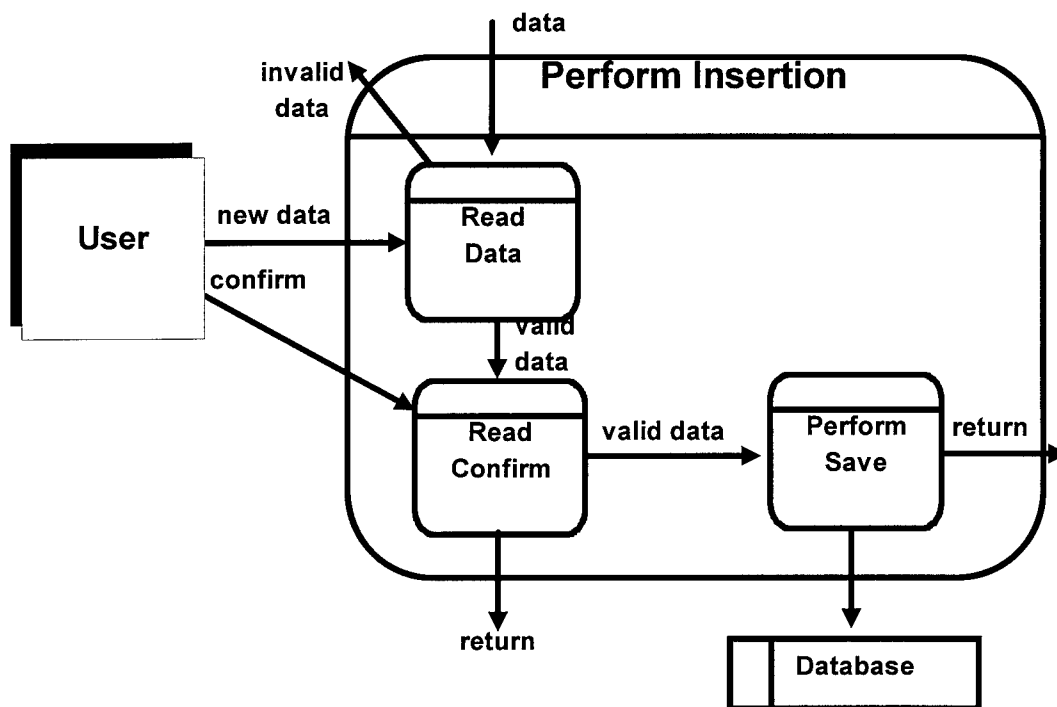 data
Perform Insertion
invalid
data
User
new data
confirm
Read
Data
valid
data
Read
Confirm
valid data
Perform
Save
return
return
Database